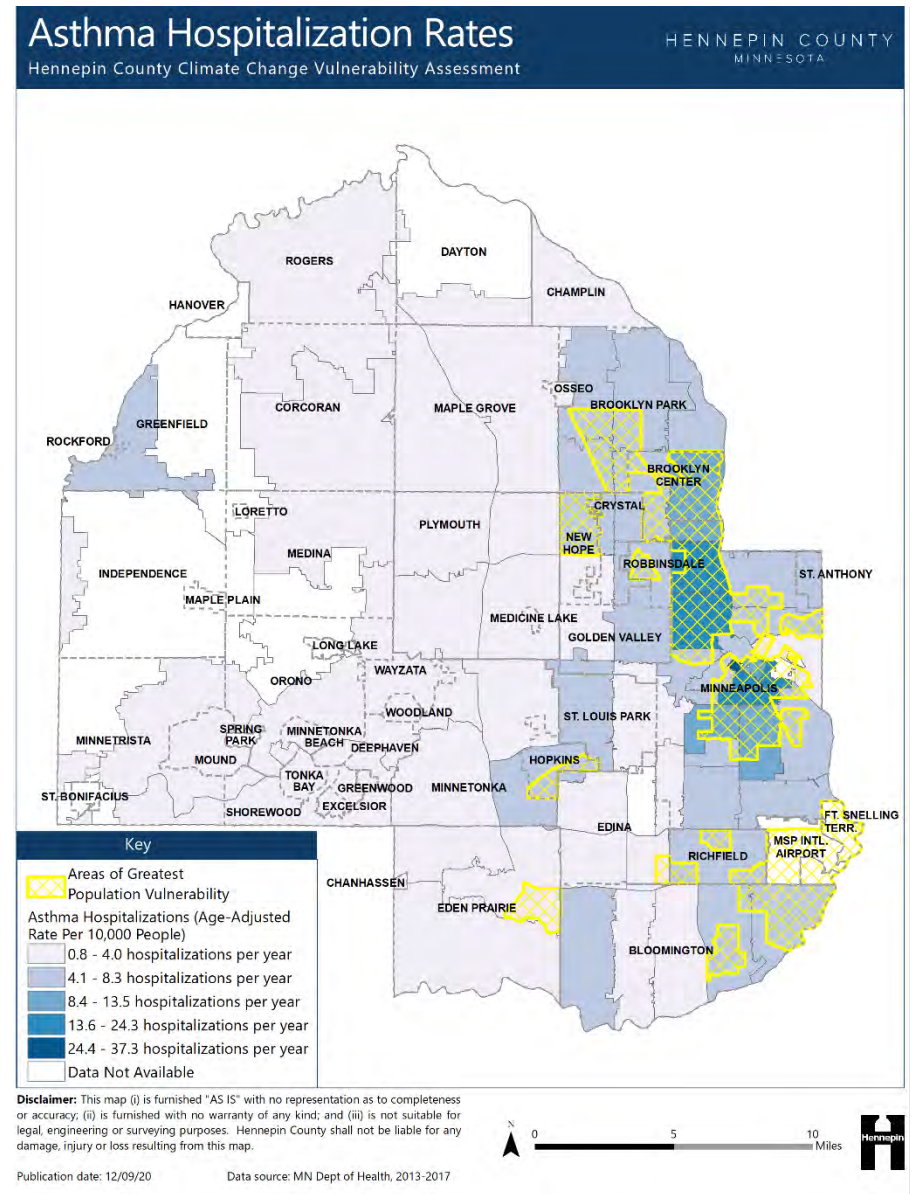 Asthma Hospitalization Rates
Hennepin County Climate Change Vulnerability Assessment
HENNEPIN COUNTY
MINNESOTA
DAYTON
ROGERS
CHAMPLIN
HANOVER
OSSEO
BROOKLYN PARK
CORCORAN
MAPLE GROVE
GREENFIELD
ROCKFORD
BROOKLYN
CENTER
CRYSTAL
LORETTO
PLYMOUTH
NEW
HOPE
MEDINA
ROBBINSDALE
INDEPENDENCE
ST. ANTHONY
MAPLE PLAIN
MEDICINE LAKE
GOLDEN VALLEY
LONG LAKE
WAYZATA
ORONO
MINNEAPOLIS
WOODLAND
ST. LOUIS PARK
SPRING
PARK
MINNETONKA
BEACH
MINNETRISTA
DEEPHAVEN
MOUND
HOPKINS
TONKA
BAY
GREENWOOD
MINNETONKA
ST. BONIFACIUS
EXCELSIOR
SHOREWOOD
FT. SNELLING
TERR.
EDINA
MSP INTL.
AIRPORT
RICHFIELD
CHANHASSEN
EDEN PRAIRIE
BLOOMINGTON
Key
Areas of Greatest
Population Vulnerability
Asthma Hospitalizations (Age-Adjusted
Rate Per 10,000 People)
0.8 - 4.0 hospitalizations per year
4.1 - 8.3 hospitalizations per year
8.4 - 13.5 hospitalizations per year
13.6 - 24.3 hospitalizations per year
24.4 - 37.3 hospitalizations per year
Data Not Available
Disclaimer: This map (i) is furnished "AS IS" with no representation as to completeness
or accuracy; (ii) is furnished with no warranty of any kind; and (iii) is not suitable for
legal, engineering or surveying purposes. Hennepin County shall not be liable for any
damage, injury or loss resulting from this map.
Publication date: 12/09/20 Data source: MN Dept of Health, 2013-2017
N
0 5 10
Miles
Hennepin